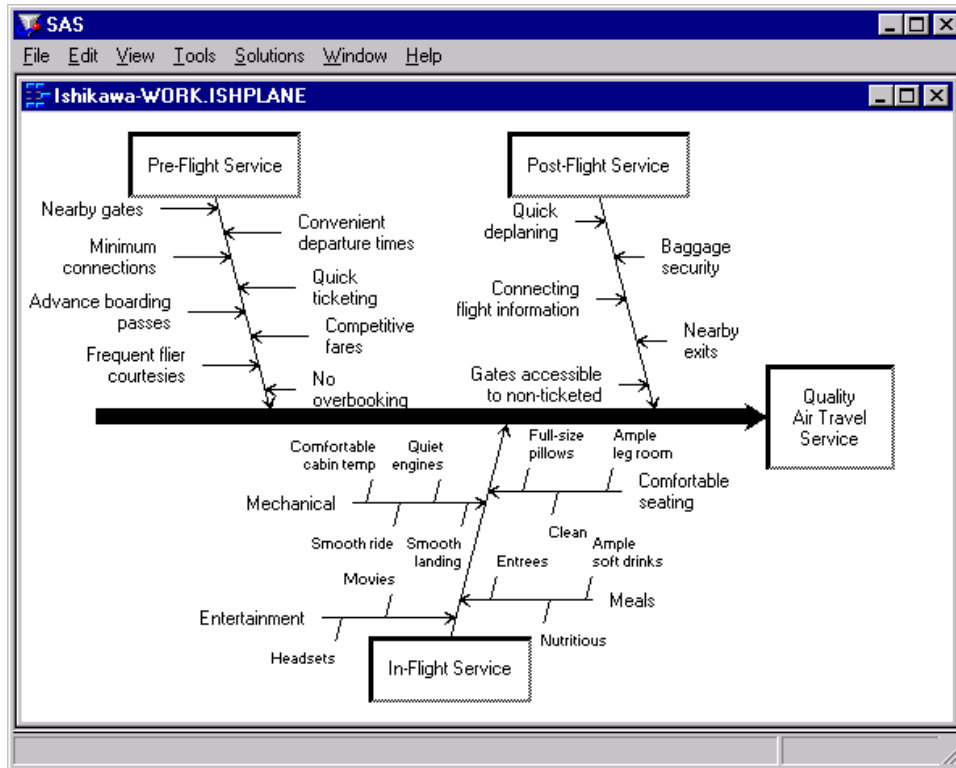 SAS
File Edit View Tools Solutions Window Help
Ishikawa-WORK.ISHPLANE
Pre-Flight Service
Post-Flight Service
Nearby gates
Convenient
departure times
Minimum
connections
Quick
ticketing
Advance boarding
passes
Competitive
fares
Frequent flier
courtesies
No
overbooking
Quick
deplaning
Baggage
security
Connecting
flight information
Nearby
exits
Gates accessible
to non-ticketed
Quality
Air Travel
Service
Comfortable
cabin temp
Quiet
engines
Mechanical
Smooth ride
Smooth
landing
Full-size
pillows
Ample
leg room
Comfortable
seating
Clean
Movies
Entertainment
Headsets
Entrees
Ample
soft drinks
Meals
Nutritious
In-Flight Service